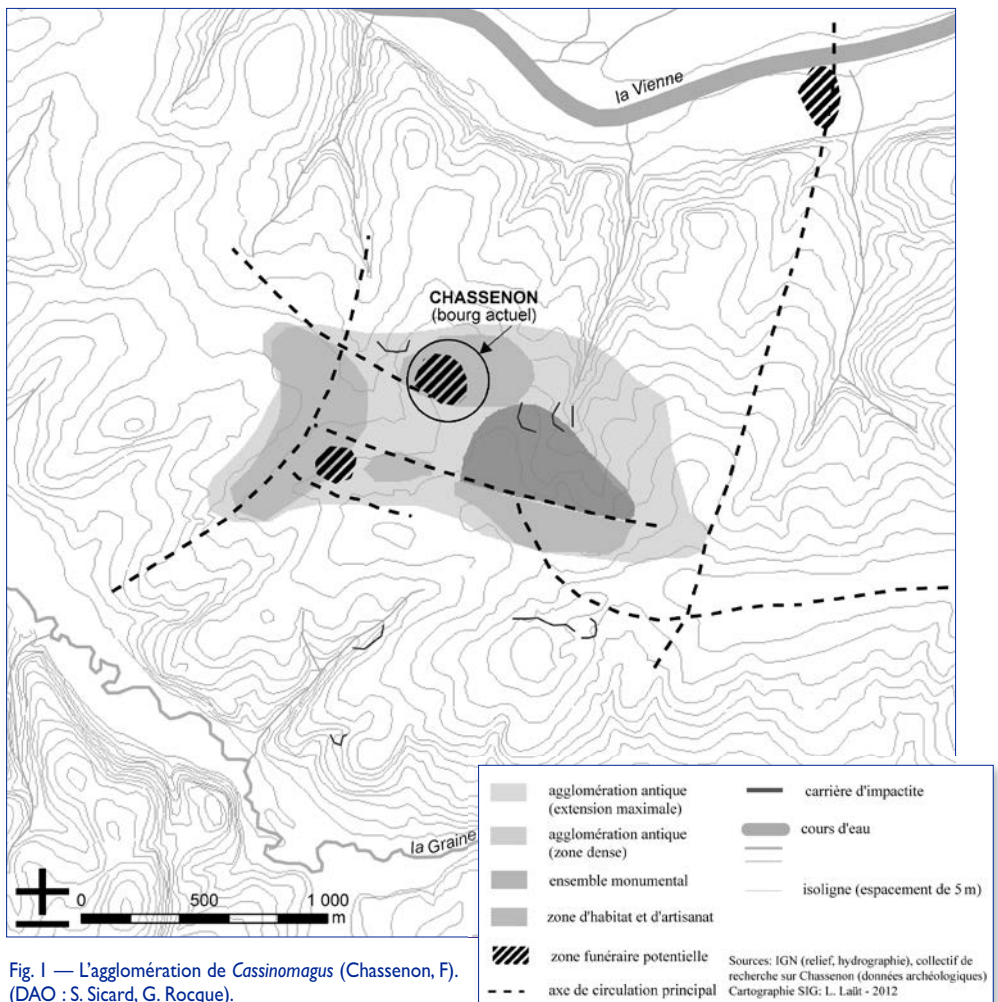 la Vienne
CHASSENON
(bourg actuel)
la Graine
0 500 1 000
m
agglomération antique
(extension maximale)
agglomération antique
(zone dense)
ensemble monumental
zone d'habitat et d'artisanat
zone funéraire potentielle
axe de circulation principal
carrière d'impactite
cours d'eau
isoligne (espacement de 5 m)
Sources: IGN (relief, hydrographie), collectif de
recherche sur Chassenon (données archéologiques)
Cartographie SIG: L. Laüt - 2012
Fig. 1 — L'agglomération de Cassinomagus (Chassenon, F).
(DAO : S. Sicard, G. Rocque).